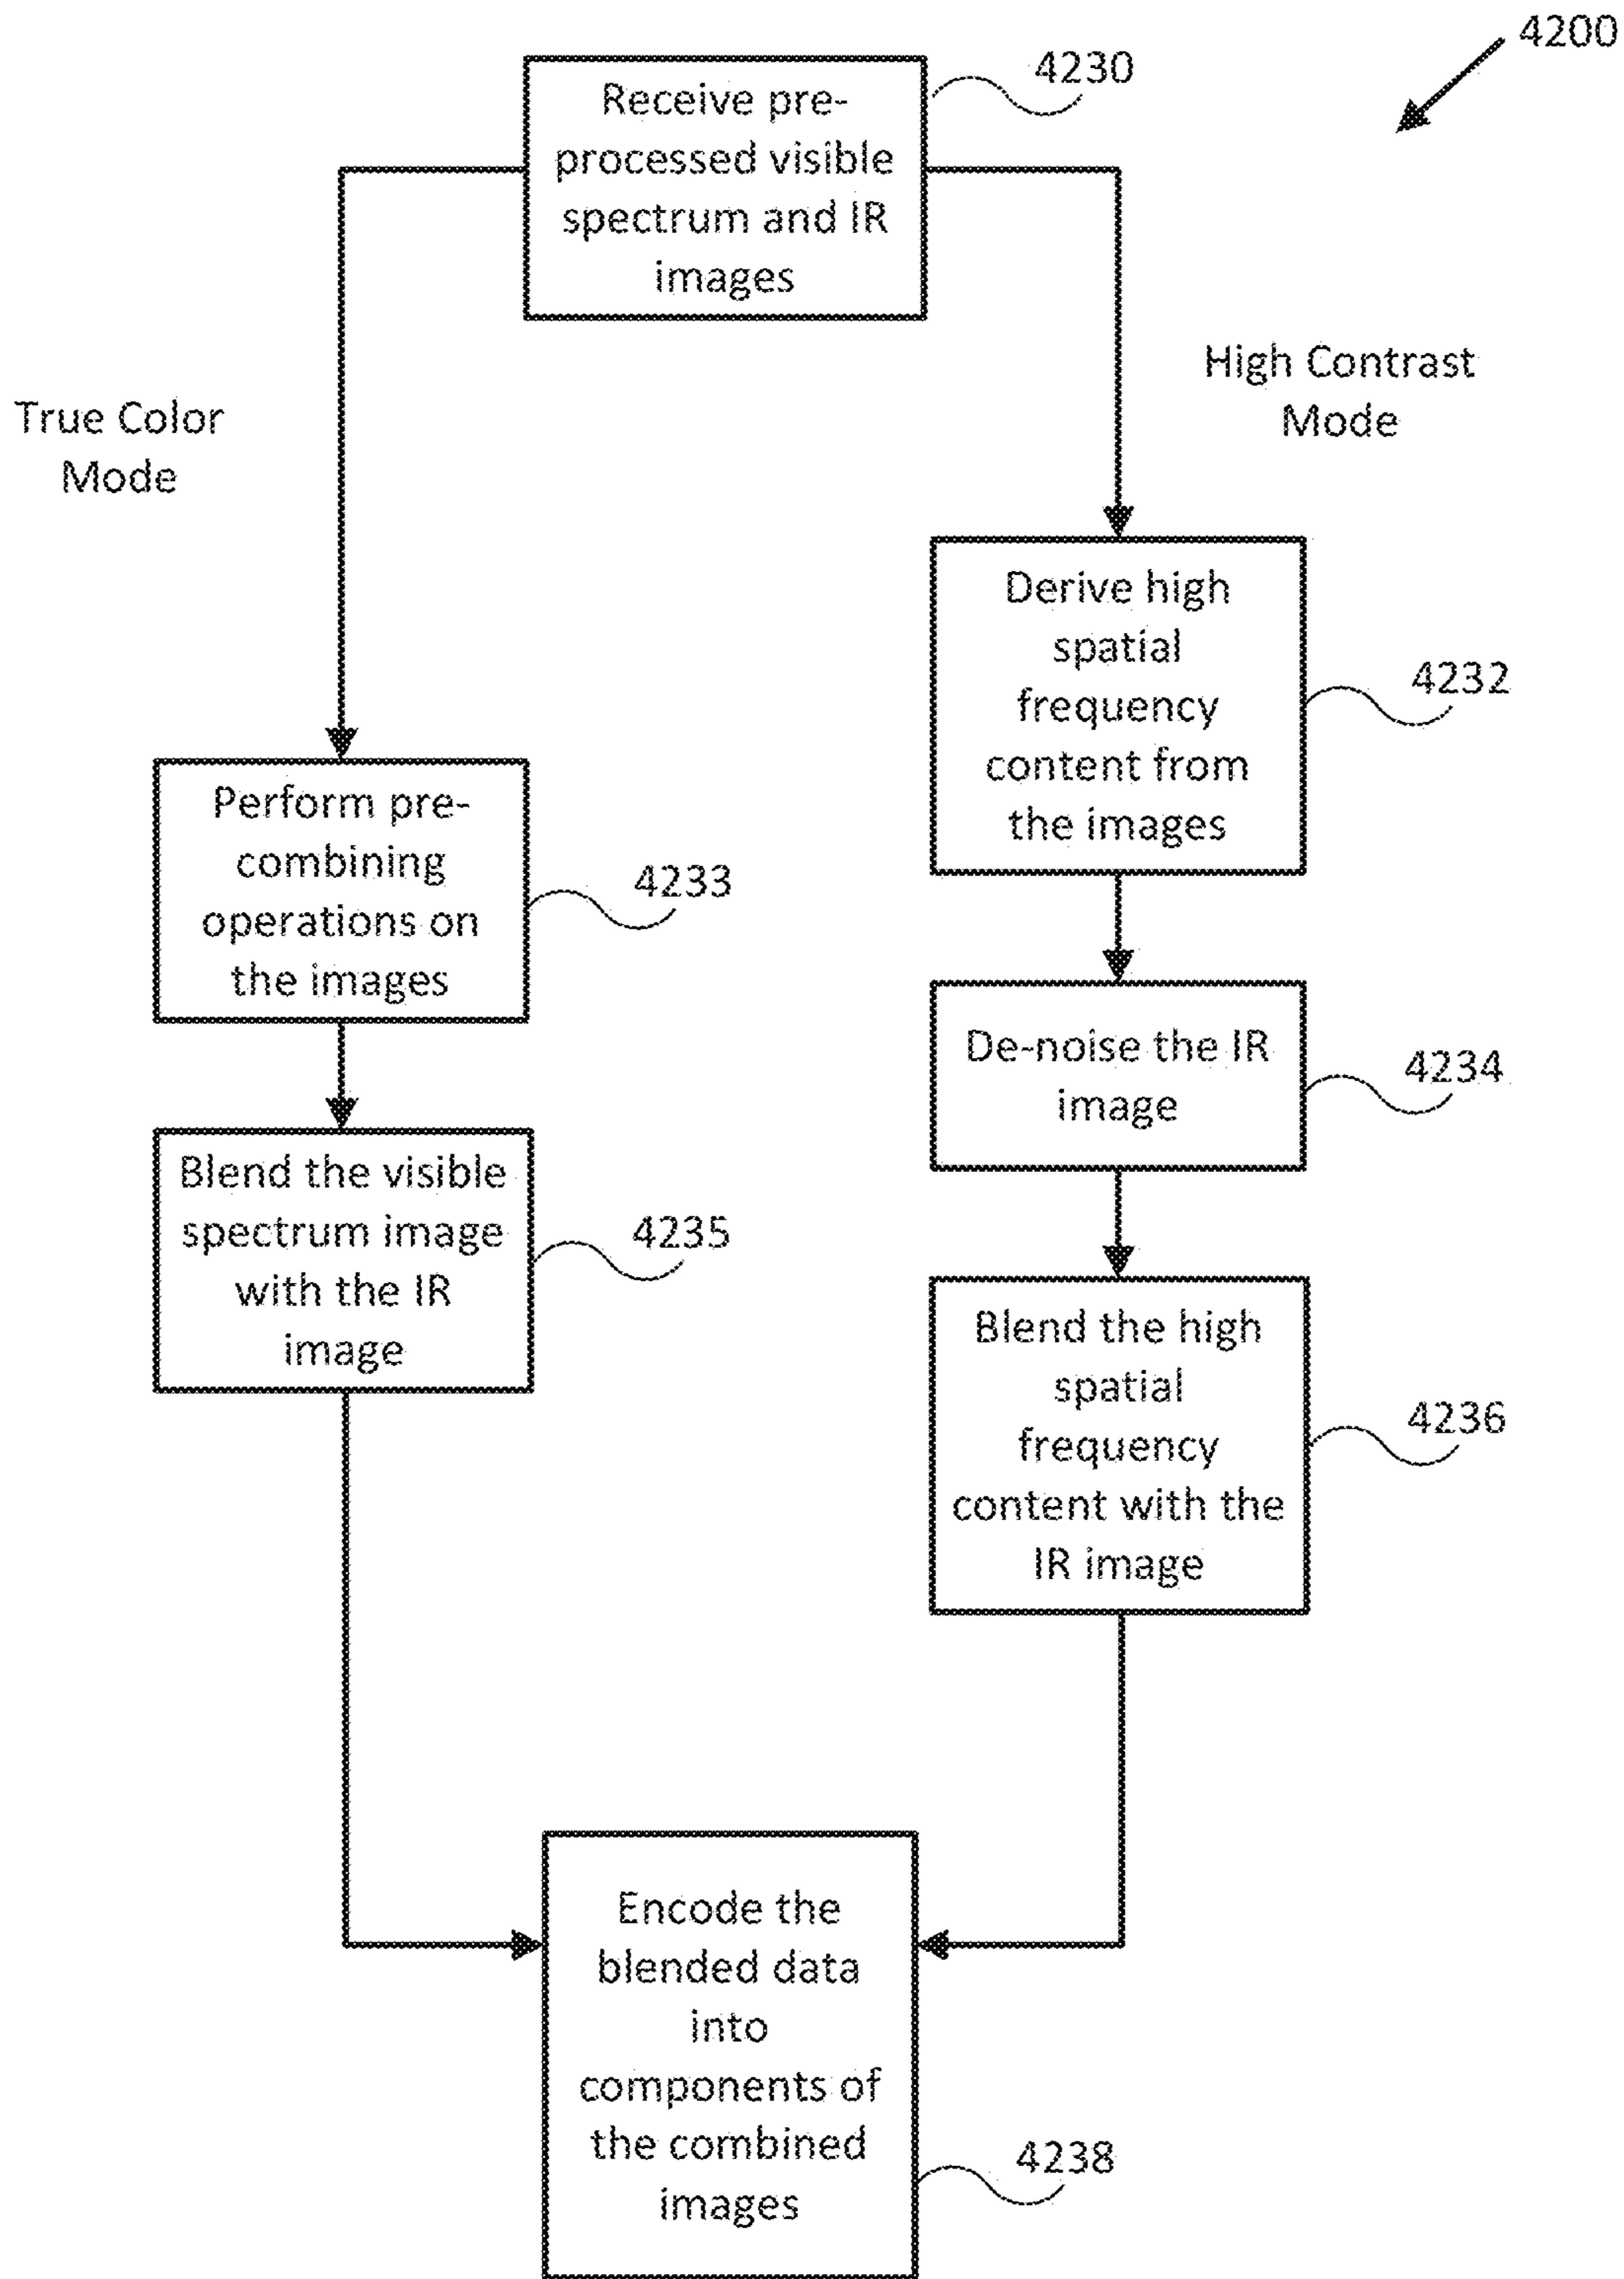 4200
4230
Receive pre-
processed visible
spectrum and IR
images
High Contrast
Mode
True Color
Mode
Derive high
spatial
frequency
content from
the images
4232
Perform pre-
combining
operations on
the images
4233
De-noise the IR
image
4234
Blend the visible
spectrum image
with the IR
image
4235
Blend the high
spatial
frequency
content with the
IR image
4236
Encode the
blended data
into
components of
the combined
images
4238